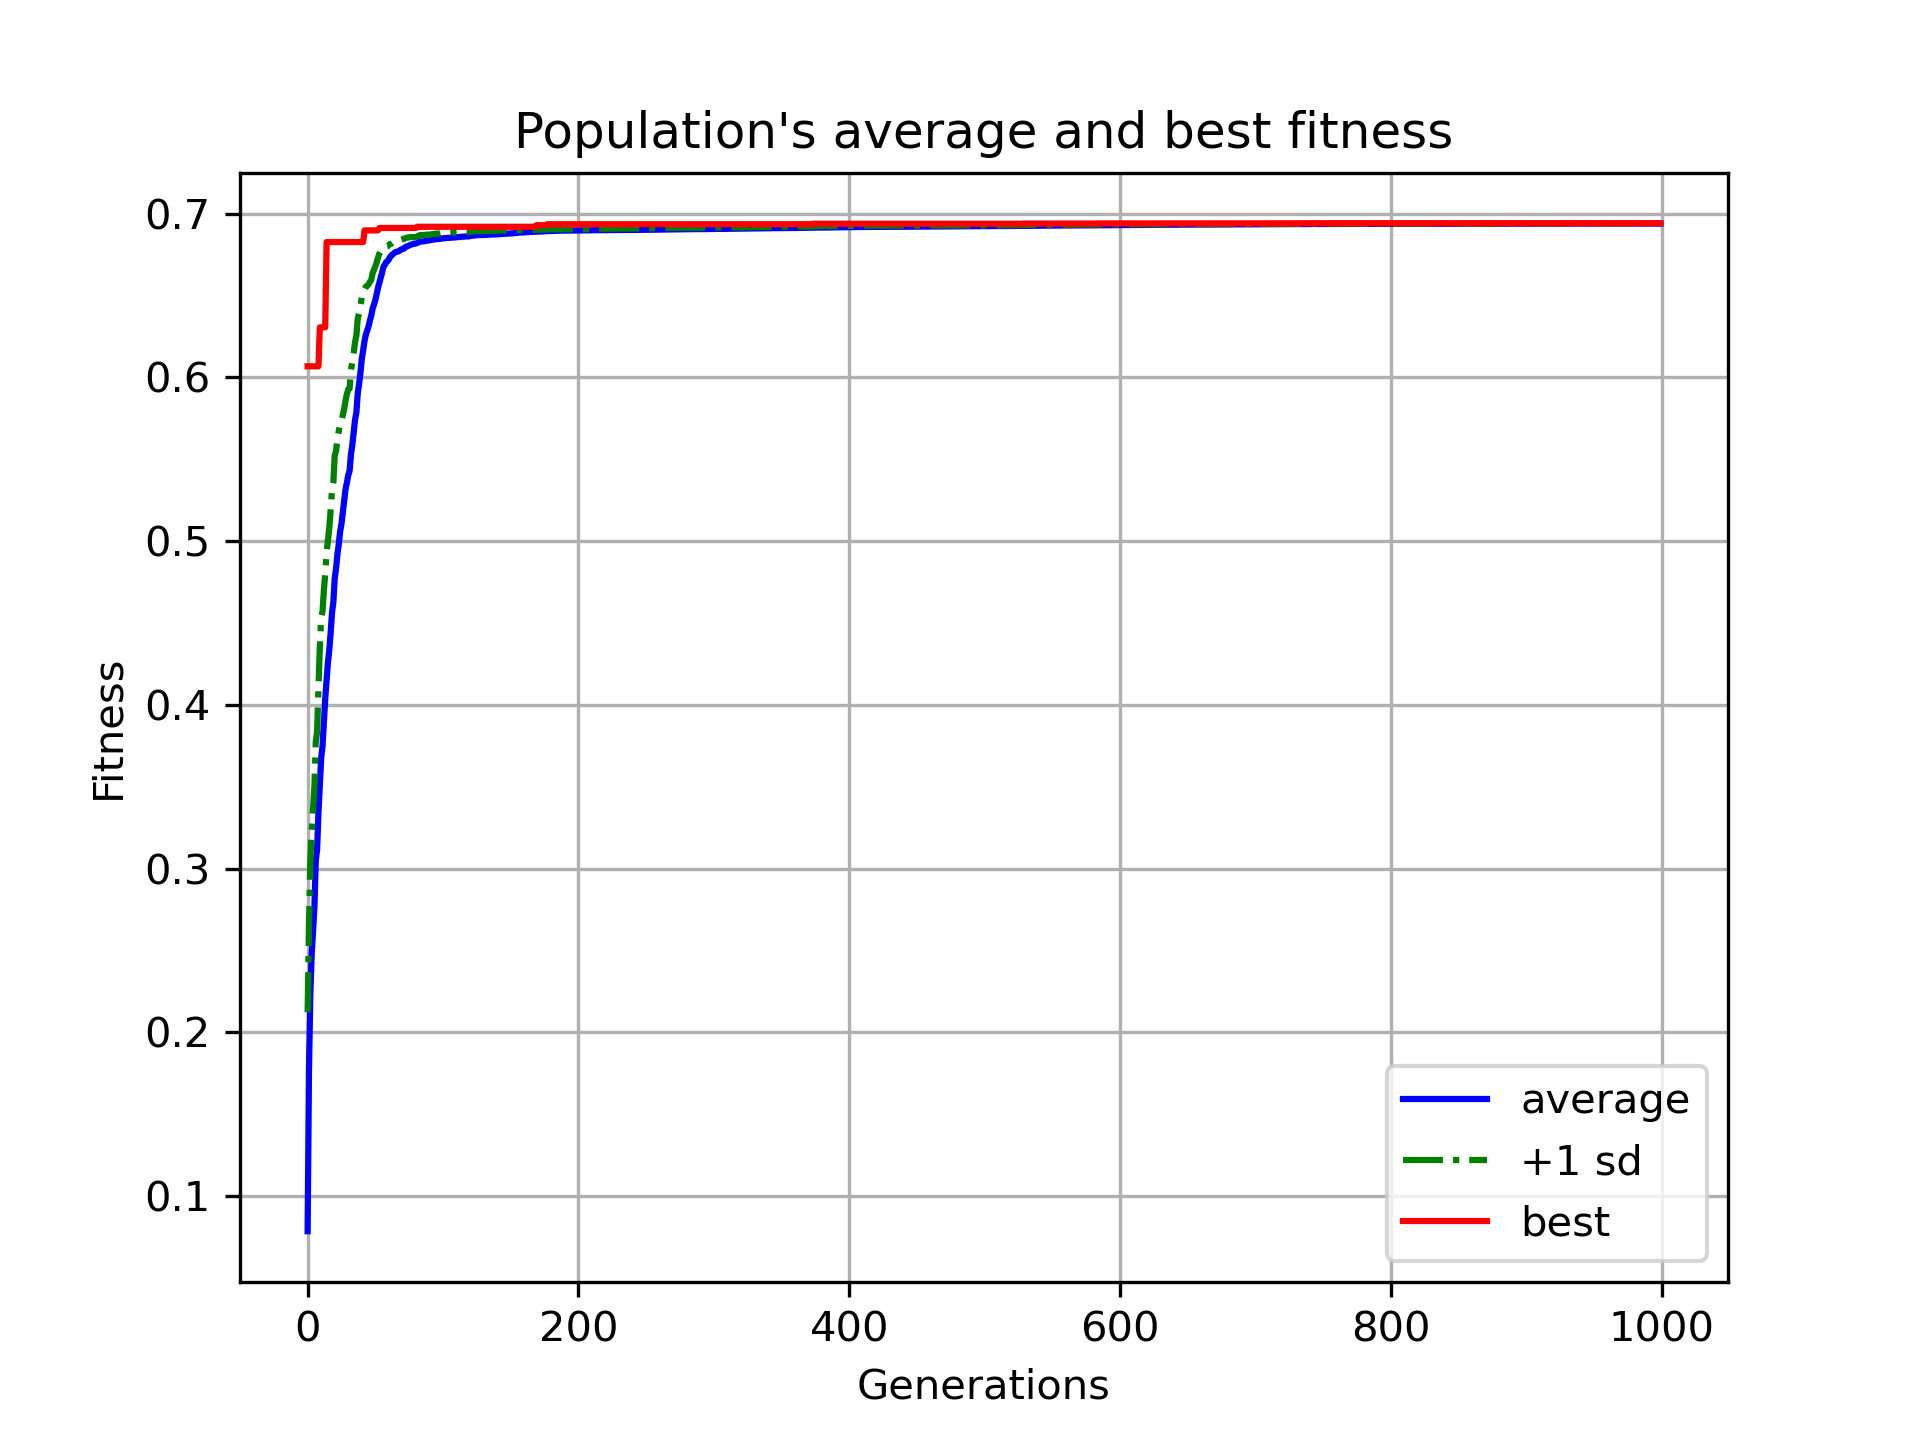 Population's average and best fitness
0.7
0.6
0.5
0.4
0.3
0.2
0.1
Fitness
average
+1 sd
best
0 200 400 600 800 1000
Generations